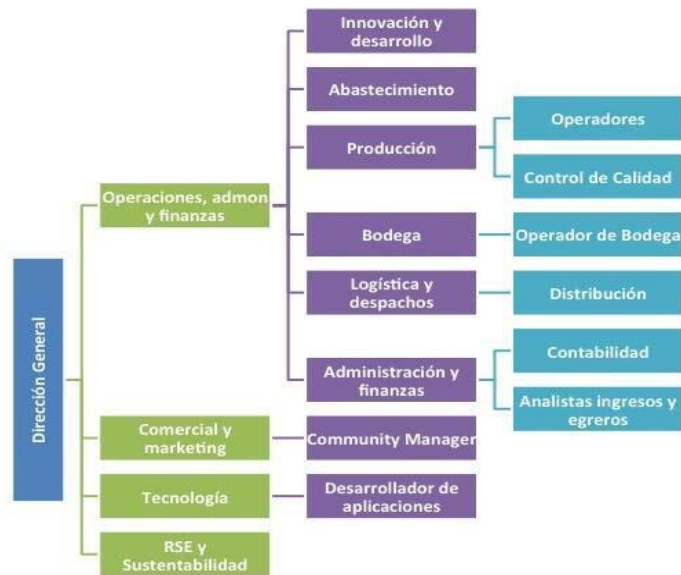 Dirección General
Operaciones, admon
y finanzas
Innovación y
desarrollo
Abastecimiento
Producción
Operadores
Control de Calidad
Bodega
Operador de Bodega
Logística y
despachos
Distribución
Administración y
finanzas
Contabilidad
Analistas ingresos y
egreros
Comercial y
marketing
Community Manager
Tecnología
Desarrollador de
aplicaciones
RSE y
Sustentabilidad